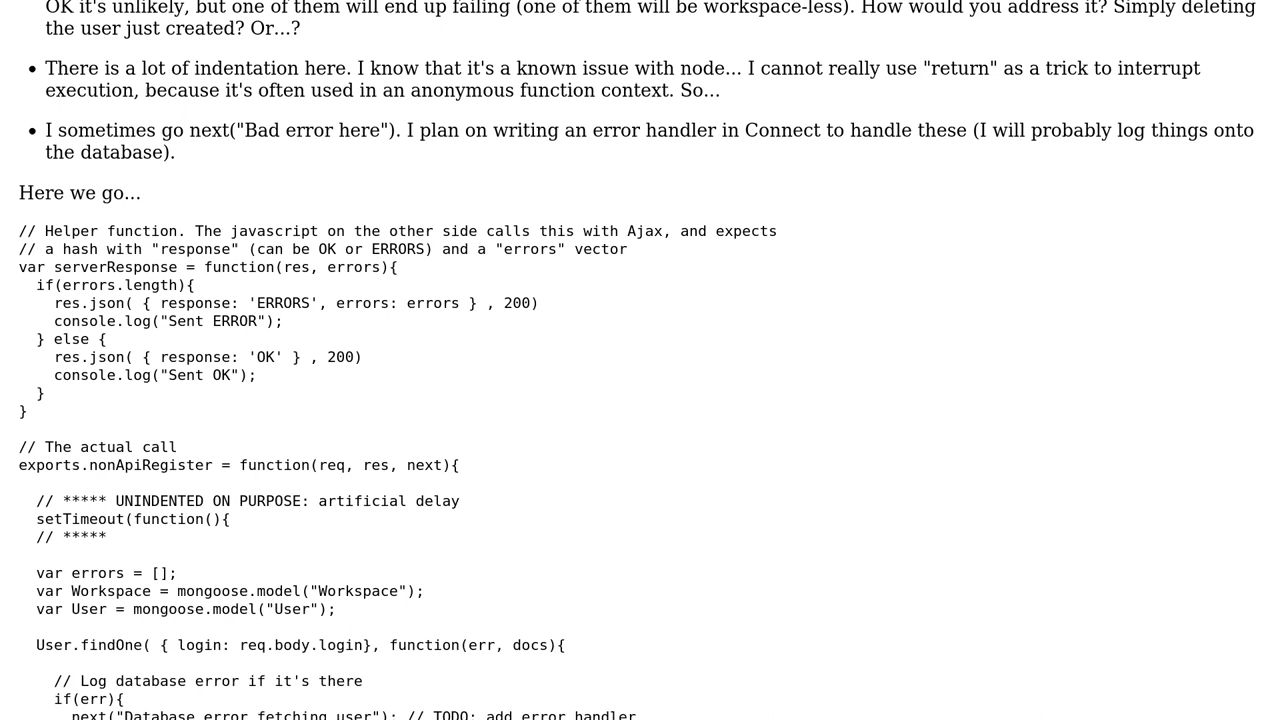 OK it's unlikely, but one of them will end up failing (one of them will be workspace-less). How would you address it? Simply deleting
the user just created? Or...?
• There is a lot of indentation here. I know that it's a known issue with node... I cannot really use "return" as a trick to interrupt
execution, because it's often used in an anonymous function context. So...
• I sometimes go next("Bad error here"). I plan on writing an error handler in Connect to handle these (I will probably log things onto
the database).
Here we go...
// Helper function. The javascript on the other side calls this with Ajax, and expects
// a hash with "response" (can be OK or ERRORS) and a "errors" vector
var serverResponse = function(res, errors){
  if(errors.length){
    res.json( { response: 'ERRORS', errors: errors } , 200)
    console.log("Sent ERROR");
  } else {
    res.json( { response: 'OK' } , 200)
    console.log("Sent OK");
  }
}
// The actual call
exports.nonApiRegister = function(req, res, next){
  // ***** UNINDENTED ON PURPOSE: artificial delay
  setTimeout(function(){
  // *****
  var errors = [];
  var Workspace = mongoose.model("Workspace");
  var User = mongoose.model("User");
  User.findOne( { login: req.body.login}, function(err, docs){
    // Log database error if it's there
    if(err){
      next("Database error fetching user"); // TODO: add error handler